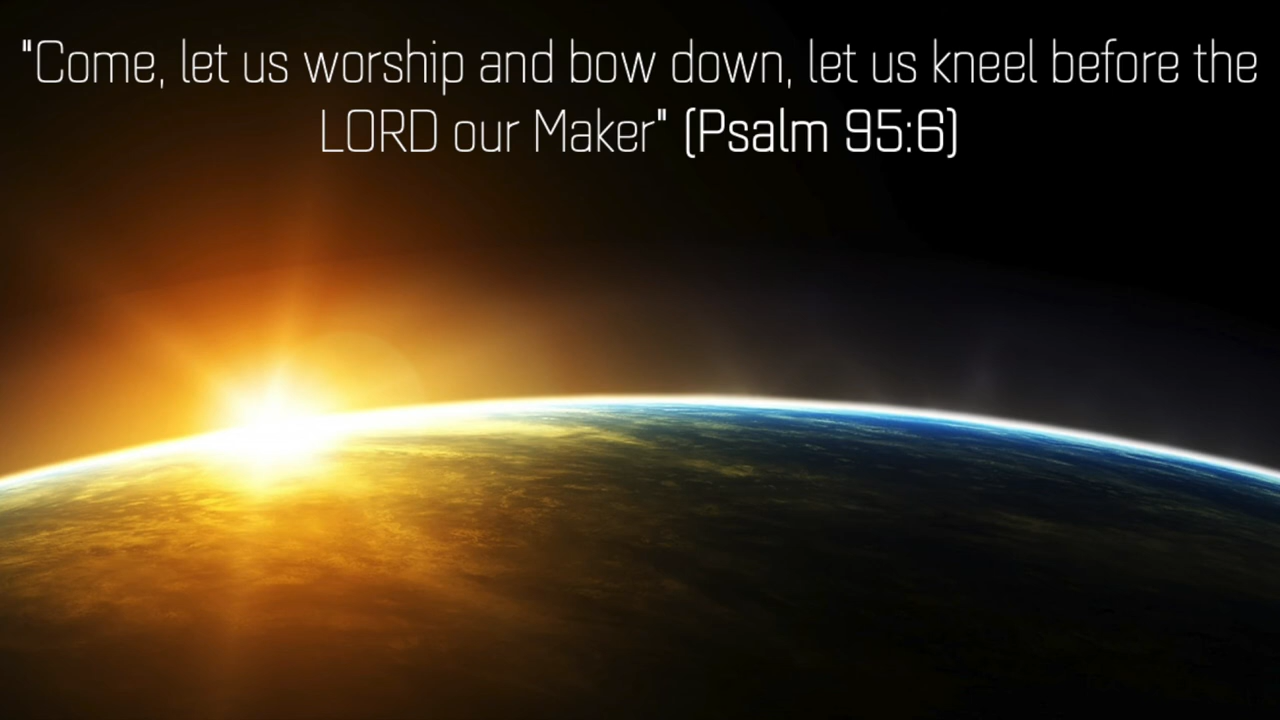 "Come, let us worship and bow down, let us kneel before the
LORD our Maker" (Psalm 95:6)